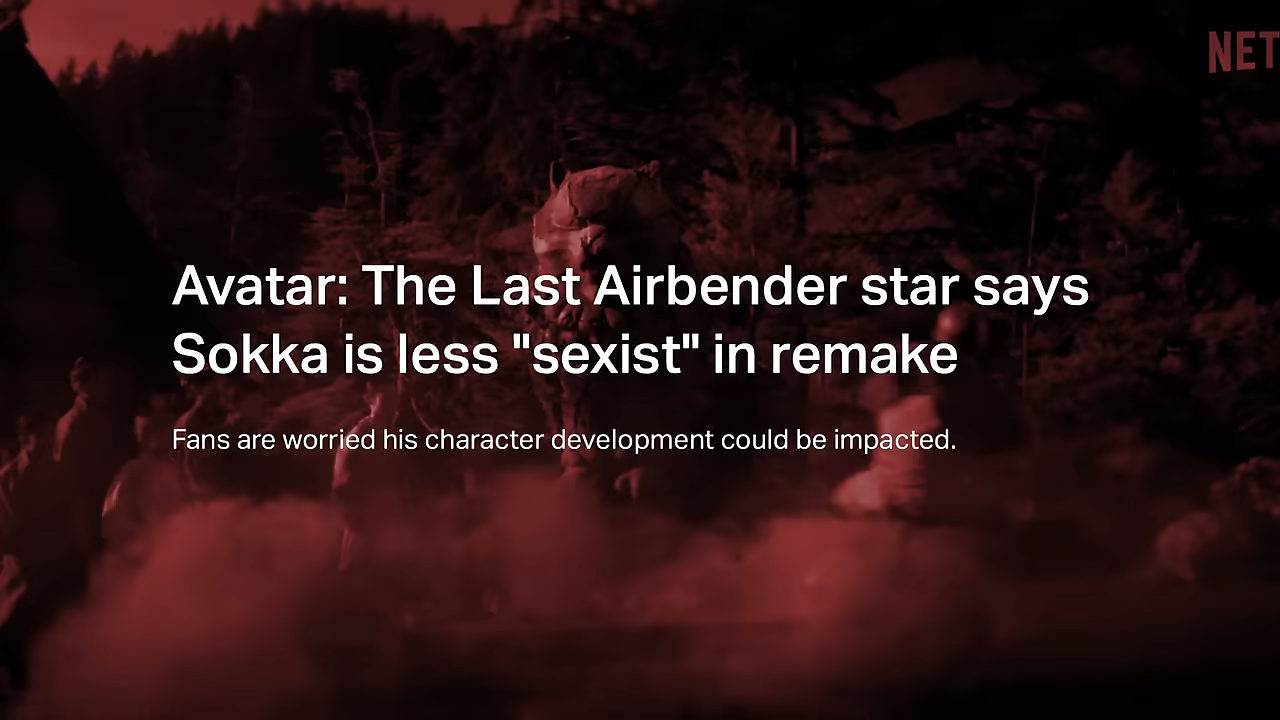 NET
Avatar: The Last Airbender star says
Sokka is less "sexist" in remake
Fans are worried his character development could be impacted.